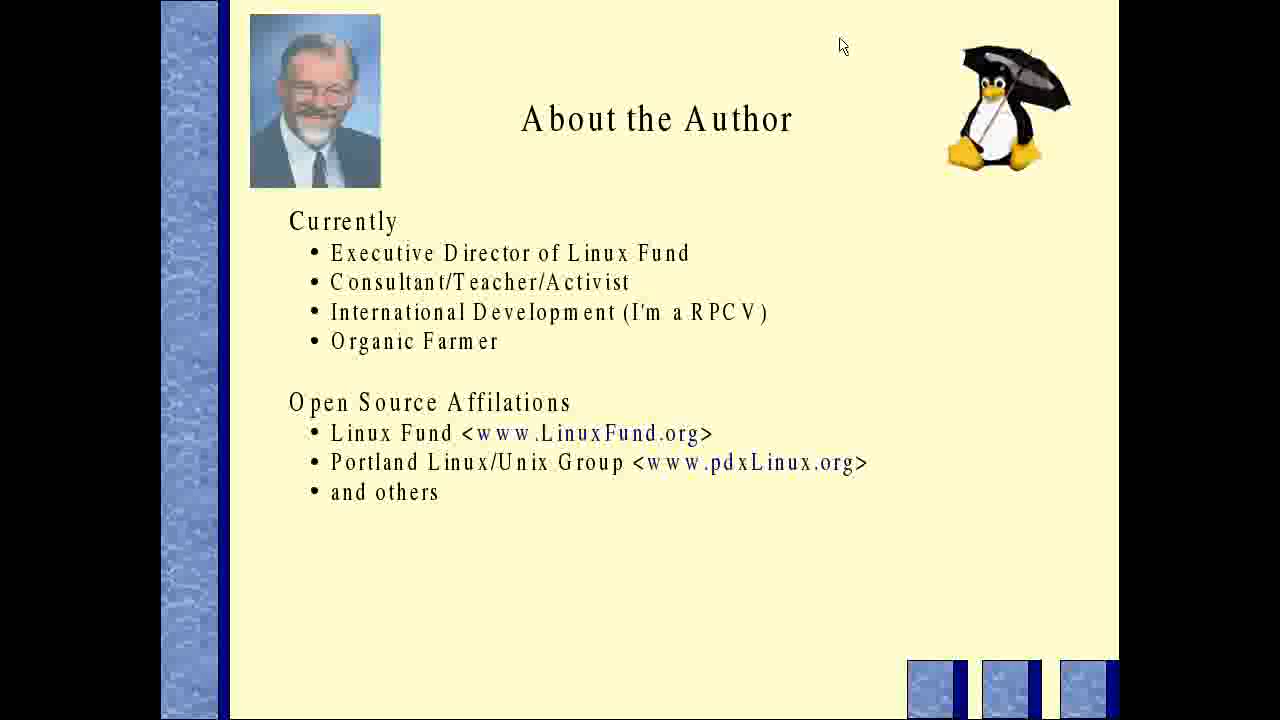 About the Author
Currently
• Executive Director of Linux Fund
• Consultant/Teacher/Activist
• International Development (I'm a RPCV)
• Organic Farmer
Open Source Affilations
• Linux Fund <www.LinuxFund.org>
• Portland Linux/Unix Group <www.pdxLinux.org>
• and others